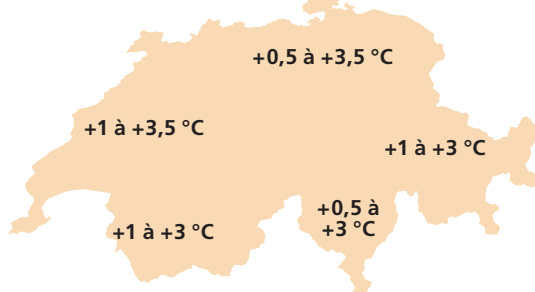 +0,5 à +3,5 °C
+1 à +3,5 °C
+1 à +3 °C
+0,5 à
+3 °C
+1 à +3 °C